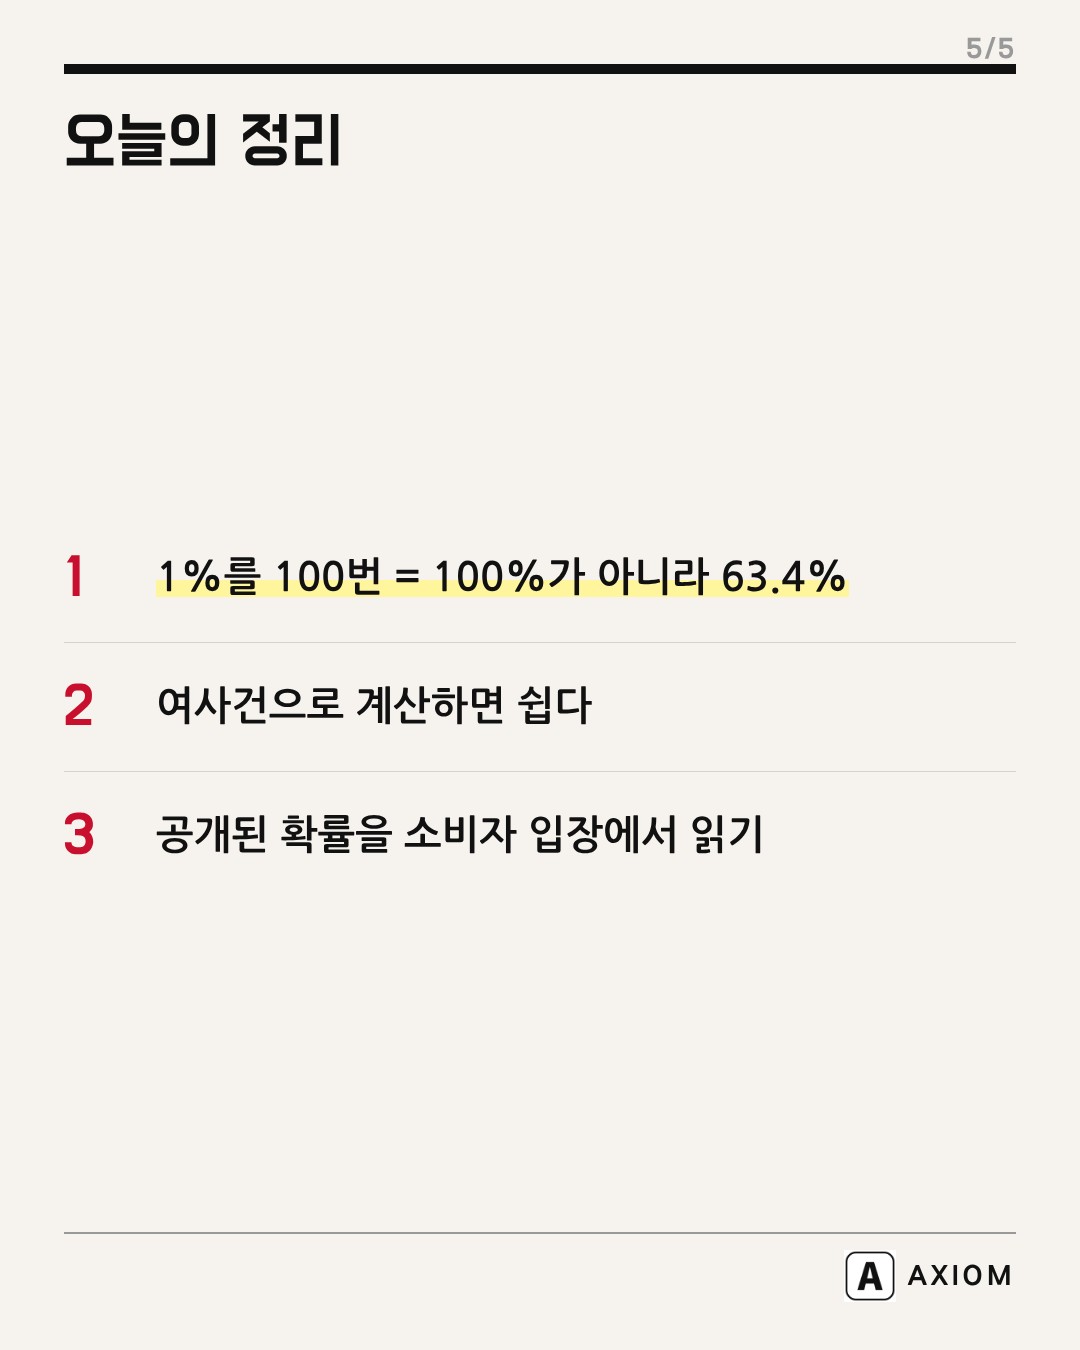 5/5
오늘의 정리
1 1%를 100번 = 100%가 아니라 63.4%
2 여사건으로 계산하면 쉽다
3 공개된 확률을 소비자 입장에서 읽기
A AXIOM